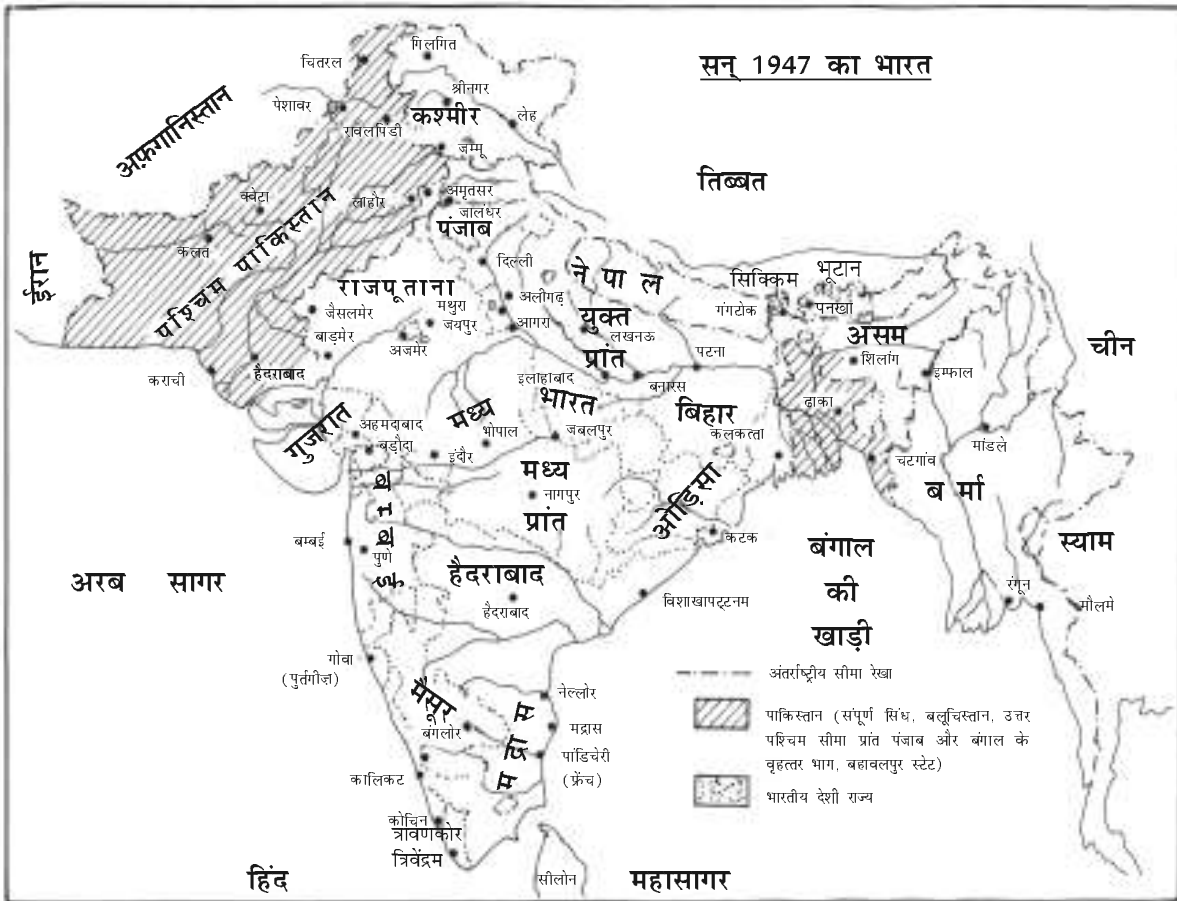 सन् 1947 का भारत
गिलगित
चितरल
श्रीनगर
पेशावर
कश्मीर
लेह
रावलपिंडी
अफ़गानिस्तान
जम्मू
तिब्बत
क्वेटा
लाहौर
अमृतसर
जालंधर
पंजाब
कलत
पश्चिम पाकिस्तान
ईरान
दिल्ली
नेपाल
सिक्किम
भूटान
राजपूताना
अलीगढ़
गंगटोक
पनखा
जैसलमेर
मथुरा
जयपुर
आगरा
युक्त
लखनऊ
असम
बाड़मेर
अजमेर
प्रांत
पटना
शिलांग
चीन
कराची
हैदराबाद
इलाहाबाद
बनारस
इम्फाल
गुजरात
अहमदाबाद
मध्य
भारत
बिहार
ढाका
बड़ौदा
भोपाल
जबलपुर
कलकत्ता
मांडले
इंदौर
चटगांव
मध्य
नागपुर
प्रांत
ओड़िसा
बर्मा
बम्बई
बम्बई
पुणे
कटक
बंगाल
की
खाड़ी
स्याम
अरब सागर
हैदराबाद
हैदराबाद
विशाखापट्टनम
रंगून
मौलमे
गोवा
(पुर्तगीज़)
अंतर्राष्ट्रीय सीमा रेखा
मैसूर
नेल्लोर
पाकिस्तान (संपूर्ण सिंध, बलूचिस्तान, उत्तर
पश्चिम सीमा प्रांत पंजाब और बंगाल के
वृहत्तर भाग, बहावलपुर स्टेट)
बंगलोर
मद्रास
मद्रास
पांडिचेरी
(फ्रेंच)
कालिकट
भारतीय देशी राज्य
कोचिन
त्रावणकोर
त्रिवेंद्रम
सीलोन
हिंद महासागर